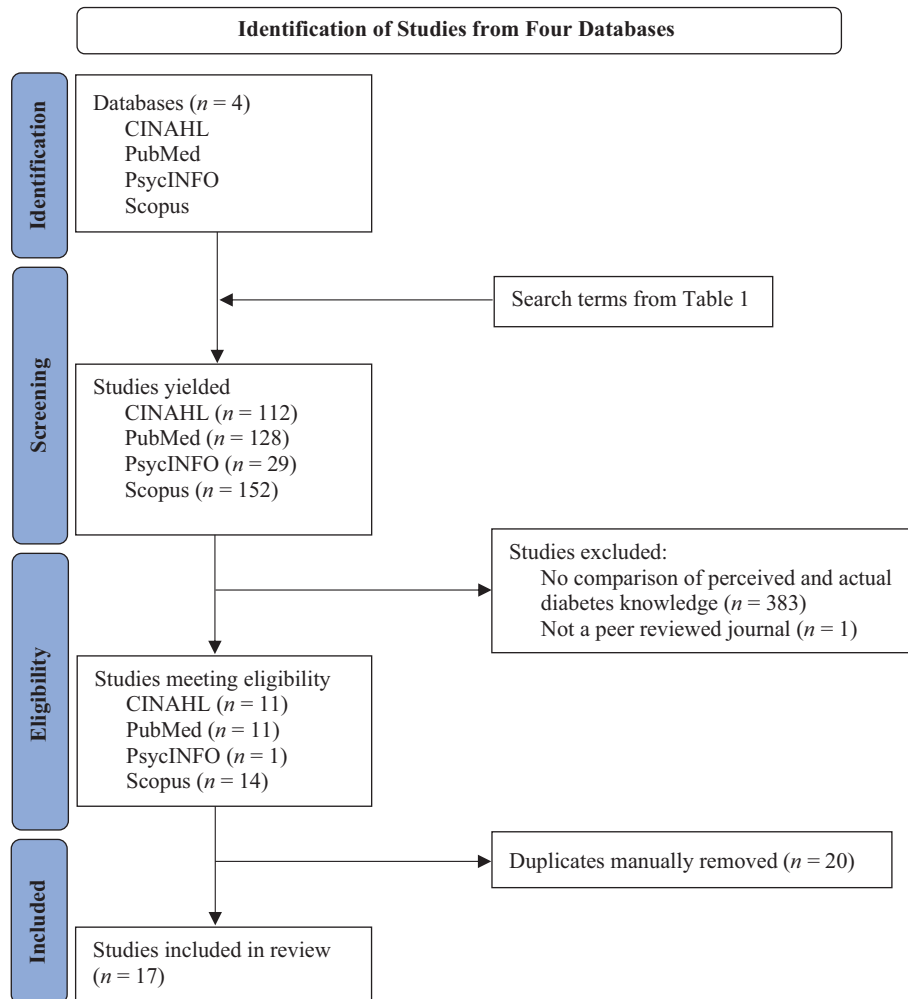 Identification of Studies from Four Databases
Identification
Databases (n = 4)
CINAHL
PubMed
PsycINFO
Scopus
Screening
Search terms from Table 1
Studies yielded
CINAHL (n = 112)
PubMed (n = 128)
PsycINFO (n = 29)
Scopus (n = 152)
Eligibility
Studies excluded:
No comparison of perceived and actual
diabetes knowledge (n = 383)
Not a peer reviewed journal (n = 1)
Studies meeting eligibility
CINAHL (n = 11)
PubMed (n = 11)
PsycINFO (n = 1)
Scopus (n = 14)
Included
Duplicates manually removed (n = 20)
Studies included in review
(n = 17)